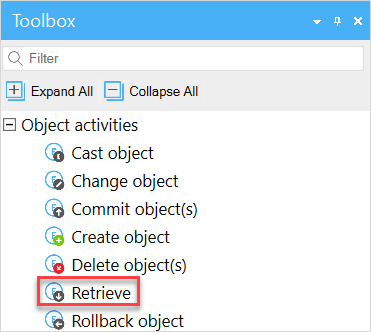 Toolbox
Filter
Expand All Collapse All
Object activities
Cast object
Change object
Commit object(s)
Create object
Delete object(s)
Retrieve
Rollback object